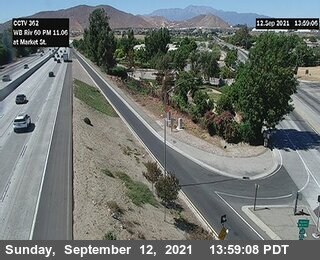 CCTV 362
WB Riv 60 PM 11.06
at Market St.
12 Sep 2021 13:59:06
Sunday, September 12, 2021 13:59:08 PDT